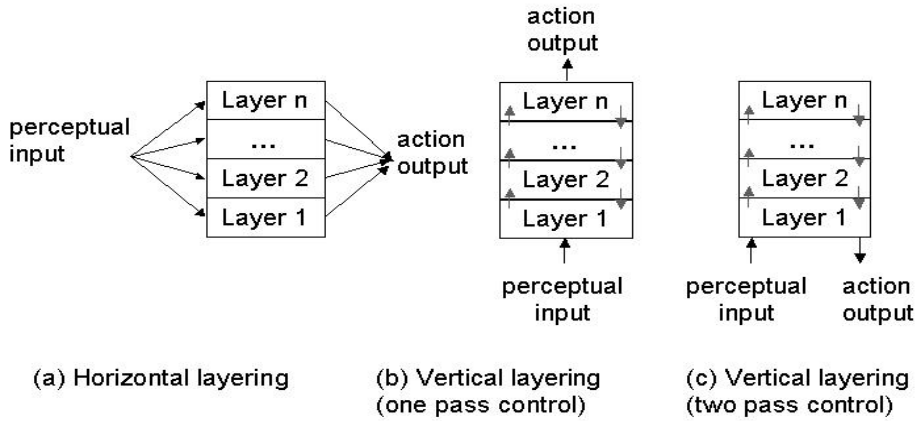 perceptual
input
Layer n
...
Layer 2
Layer 1
action
output
(a) Horizontal layering
action
output
Layer n
...
Layer 2
Layer 1
perceptual
input
(b) Vertical layering
(one pass control)
Layer n
...
Layer 2
Layer 1
perceptual
input
action
output
(c) Vertical layering
(two pass control)